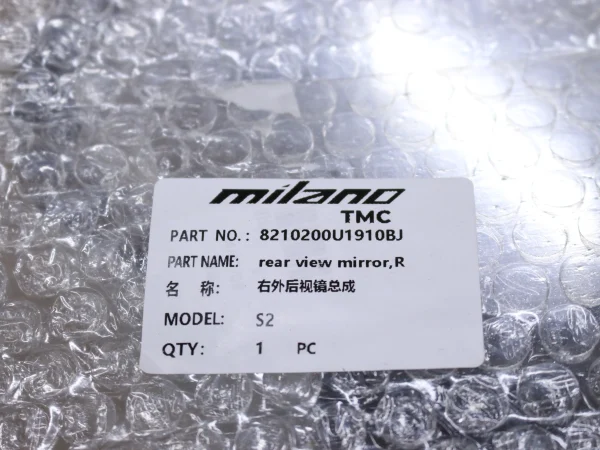 milano
TMC
PART NO.: 8210200U1910BJ
PART NAME: rear view mirror,R
名 称: 右外后视镜总成
MODEL: S2
QTY: 1 PC